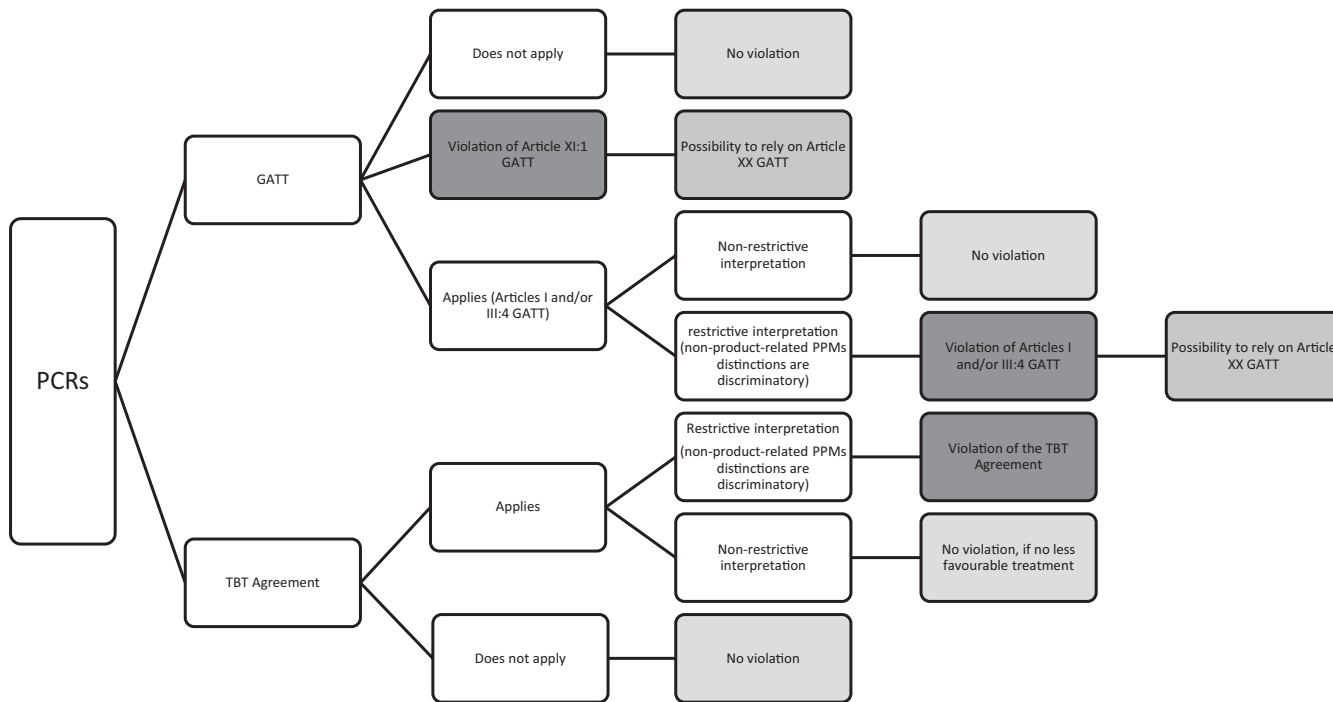 PCRs
GATT
Does not apply
No violation
Violation of Article XI:1
GATT
Possibility to rely on Article
XX GATT
Applies (Articles I and/or
III:4 GATT)
Non-restrictive
interpretation
No violation
restrictive interpretation
(non-product-related PPMs
distinctions are
discriminatory)
Violation of Articles I
and/or III:4 GATT
Possibility to rely on Article
XX GATT
TBT Agreement
Applies
Restrictive interpretation
(non-product-related PPMs
distinctions are
discriminatory)
Violation of the TBT
Agreement
Non-restrictive
interpretation
No violation, if no less
favourable treatment
Does not apply
No violation